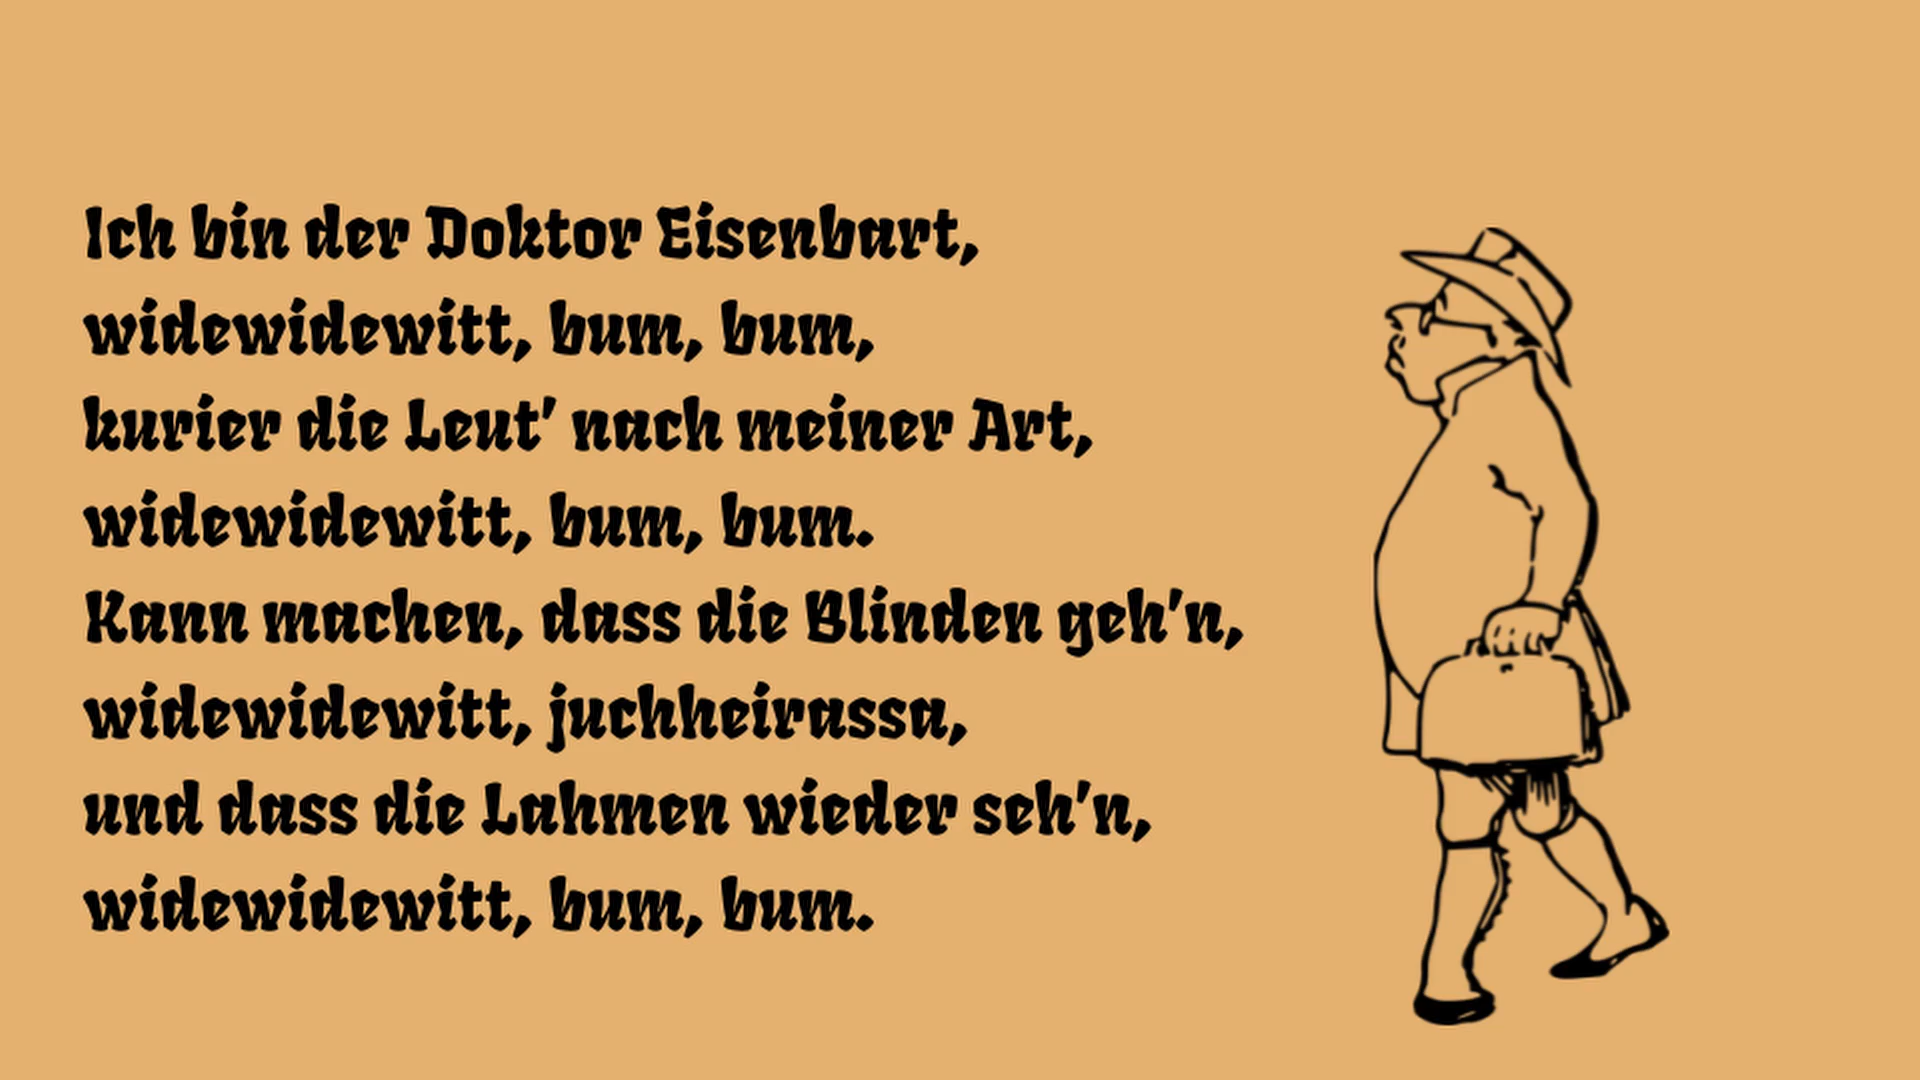 Ich bin der Doktor Eisenbart,
widewidewitt, bum, bum,
kurier die Leut' nach meiner Art,
widewidewitt, bum, bum.
Kann machen, dass die Blinden geh'n,
widewidewitt, juchheirassa,
und dass die Lahmen wieder seh'n,
widewidewitt, bum, bum.